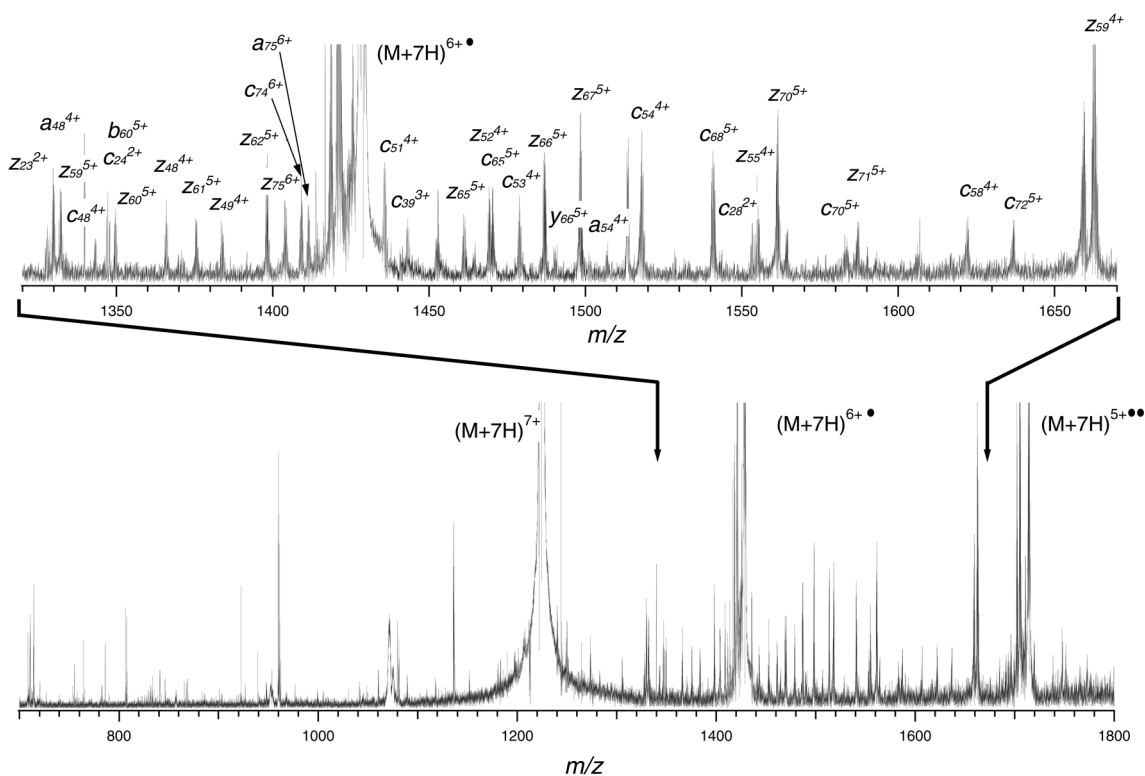 z59 4+
a75 6+
(M+7H)6+•
c74 6+
z67 5+
z70 5+
a48 4+
b60 5+
z62 5+
c51 4+
z52 4+
c54 4+
z23 2+
z59 5+
c24 2+
z48 4+
c65 5+
z66 5+
c68 5+
z55 4+
z61 5+
z75 6+
c53 4+
z71 5+
c48 4+
z60 5+
z49 4+
c39 3+
z65 5+
y66 5+
a54 4+
c28 2+
c70 5+
c58 4+
c72 5+
1350 1400 1450 1500 1550 1600 1650
m/z
(M+7H)7+
(M+7H)6+•
(M+7H)5+••
800 1000 1200 1400 1600 1800
m/z